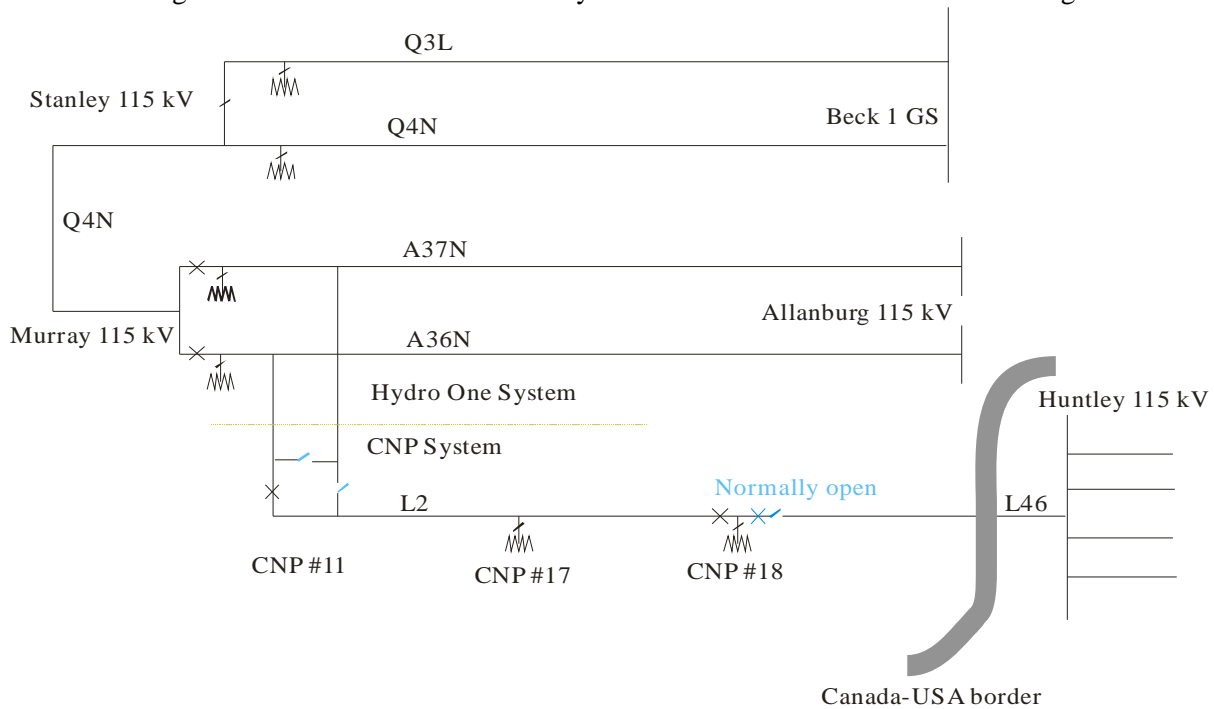 Q3L
Stanley 115 kV
Beck 1 GS
Q4N
Q4N
A37N
Allanburg 115 kV
Murray 115 kV
A36N
Hydro One System
Huntley 115 kV
CNP System
Normally open
L2
L46
CNP #11
CNP #17
CNP #18
Canada-USA border